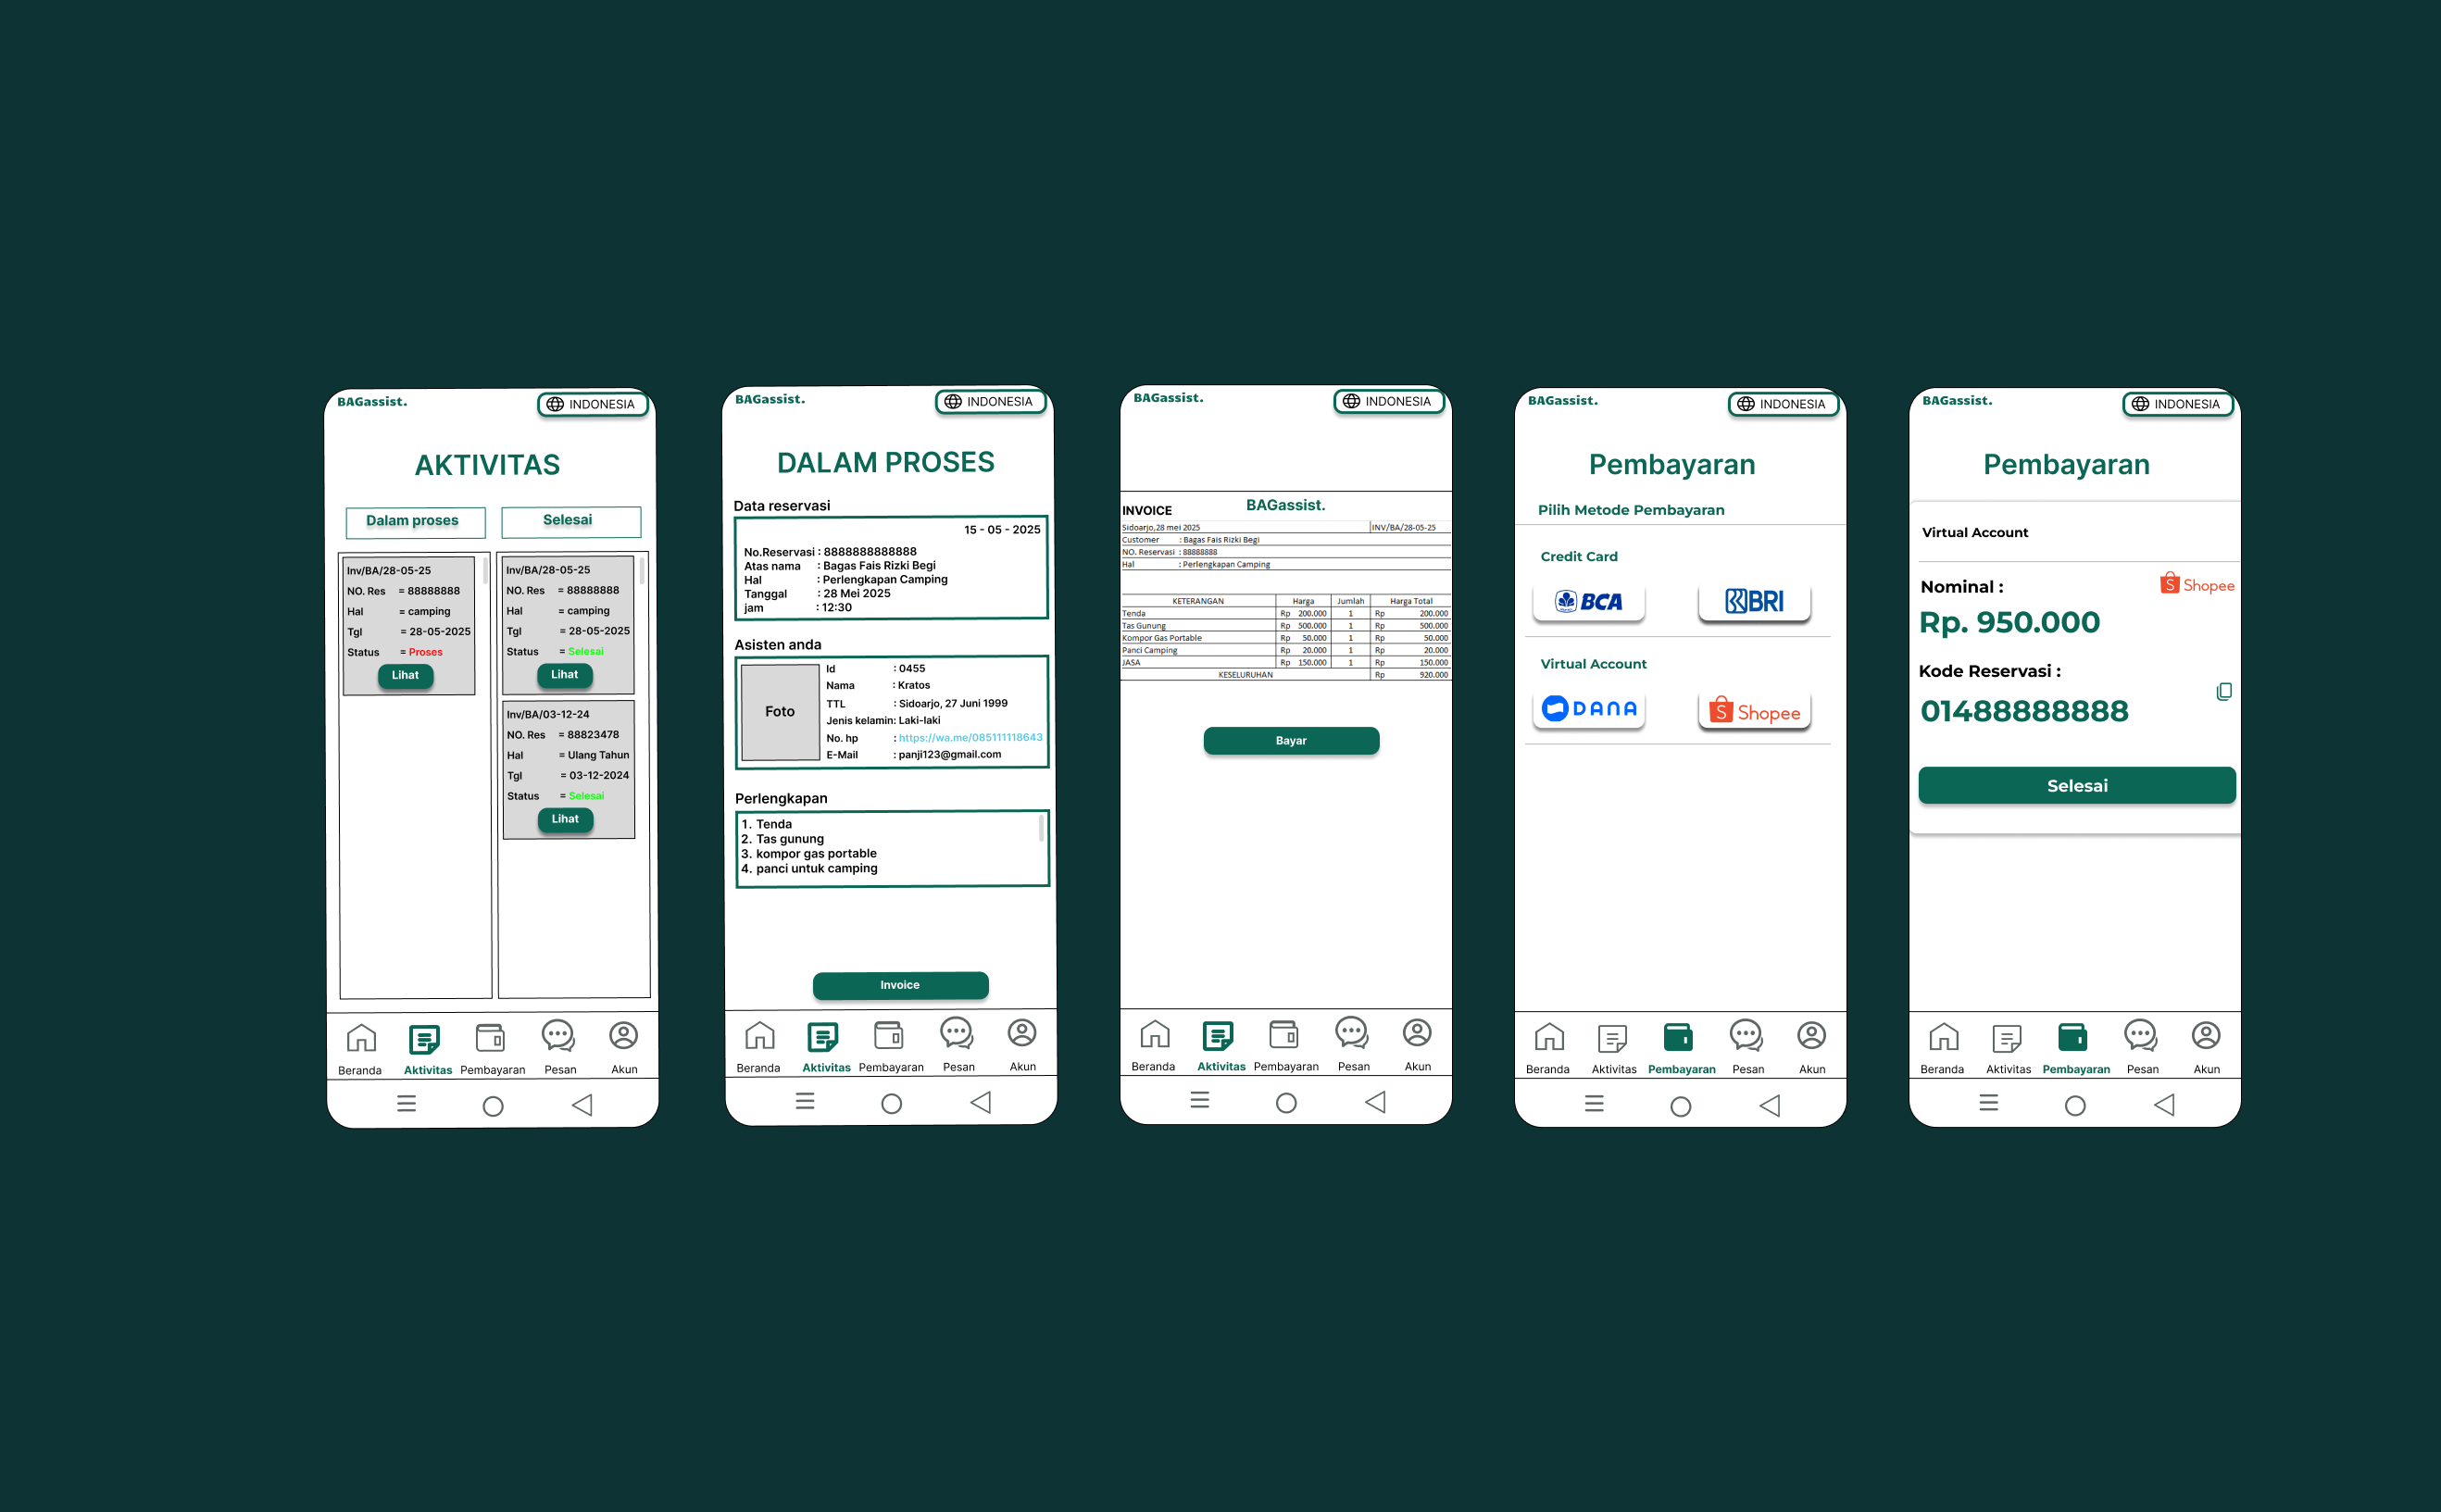 BAGassist.
INDONESIA
AKTIVITAS
Dalam proses
Inv/BA/28-05-25
NO. Res = 88888888
Hal = camping
Tgl = 28-05-2025
Status = Proses
Lihat
Selesai
Inv/BA/28-05-25
NO. Res = 88888888
Hal = camping
Tgl = 28-05-2025
Status = Selesai
Lihat
Inv/BA/03-12-24
NO. Res = 88823478
Hal = Ulang Tahun
Tgl = 03-12-2024
Status = Selesai
Lihat
Beranda Aktivitas Pembayaran Pesan Akun
BAGassist.
INDONESIA
DALAM PROSES
Data reservasi
15 - 05 - 2025
No.Reservasi : 8888888888888
Atas nama : Bagas Fais Rizki Begi
Hal : Perlengkapan Camping
Tanggal : 28 Mei 2025
jam : 12:30
Asisten anda
Foto
Id : 0455
Nama : Kratos
TTL : Sidoarjo, 27 Juni 1999
Jenis kelamin: Laki-laki
No. hp : https://wa.me/085111118643
E-Mail : panji123@gmail.com
Perlengkapan
1. Tenda
2. Tas gunung
3. kompor gas portable
4. panci untuk camping
Invoice
Beranda Aktivitas Pembayaran Pesan Akun
BAGassist.
INDONESIA
INVOICE BAGassist.
Sidoarjo,28 mei 2025 INV/BA/28-05-25
Customer : Bagas Fais Rizki Begi
NO. Reservasi : 88888888
Hal : Perlengkapan Camping
KETERANGAN Harga Jumlah Harga Total
Tenda Rp 200.000 1 Rp 200.000
Tas Gunung Rp 500.000 1 Rp 500.000
Kompor Gas Portable Rp 50.000 1 Rp 50.000
Panci Camping Rp 20.000 1 Rp 20.000
JASA Rp 150.000 1 Rp 150.000
KESELURUHAN Rp 920.000
Bayar
Beranda Aktivitas Pembayaran Pesan Akun
BAGassist.
INDONESIA
Pembayaran
Pilih Metode Pembayaran
Credit Card
BCA BRI
Virtual Account
DANA Shopee
Beranda Aktivitas Pembayaran Pesan Akun
BAGassist.
INDONESIA
Pembayaran
Virtual Account
Nominal : Shopee
Rp. 950.000
Kode Reservasi :
01488888888
Selesai
Beranda Aktivitas Pembayaran Pesan Akun